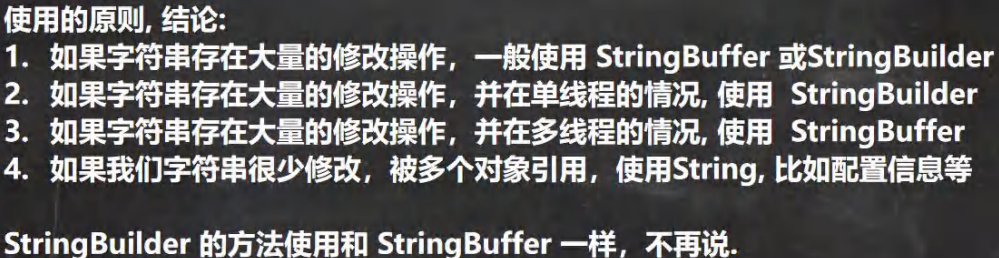 使用的原则, 结论:
1. 如果字符串存在大量的修改操作，一般使用 StringBuffer 或StringBuilder
2. 如果字符串存在大量的修改操作，并在单线程的情况, 使用 StringBuilder
3. 如果字符串存在大量的修改操作，并在多线程的情况, 使用 StringBuffer
4. 如果我们字符串很少修改，被多个对象引用，使用String, 比如配置信息等
StringBuilder 的方法使用和 StringBuffer 一样，不再说.